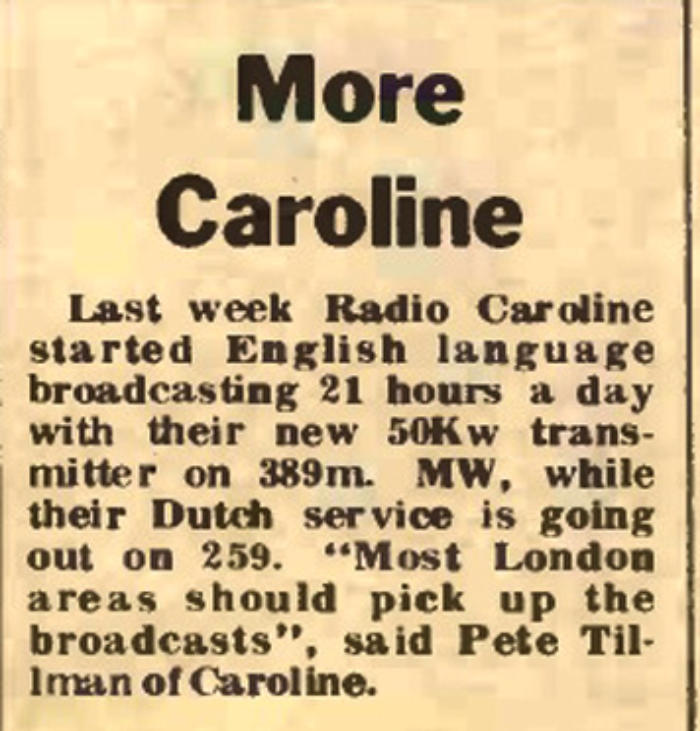 More
Caroline
Last week Radio Caroline
started English language
broadcasting 21 hours a day
with their new 50Kw trans-
mitter on 389m. MW, while
their Dutch service is going
out on 259. “Most London
areas should pick up the
broadcasts”, said Pete Til-
lman of Caroline.